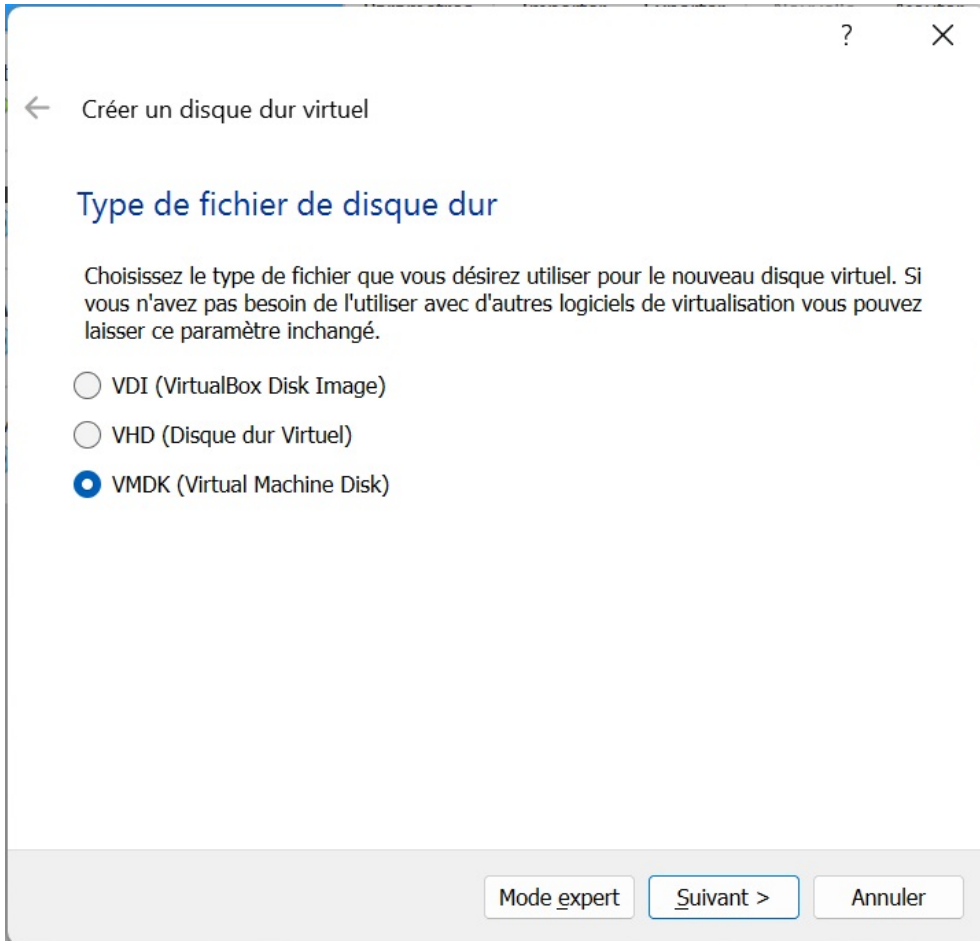 ?
Créer un disque dur virtuel
Type de fichier de disque dur
Choisissez le type de fichier que vous désirez utiliser pour le nouveau disque virtuel. Si
vous n'avez pas besoin de l'utiliser avec d'autres logiciels de virtualisation vous pouvez
laisser ce paramètre inchangé.
VDI (VirtualBox Disk Image)
VHD (Disque dur Virtuel)
VMDK (Virtual Machine Disk)
Mode expert
Suivant >
Annuler